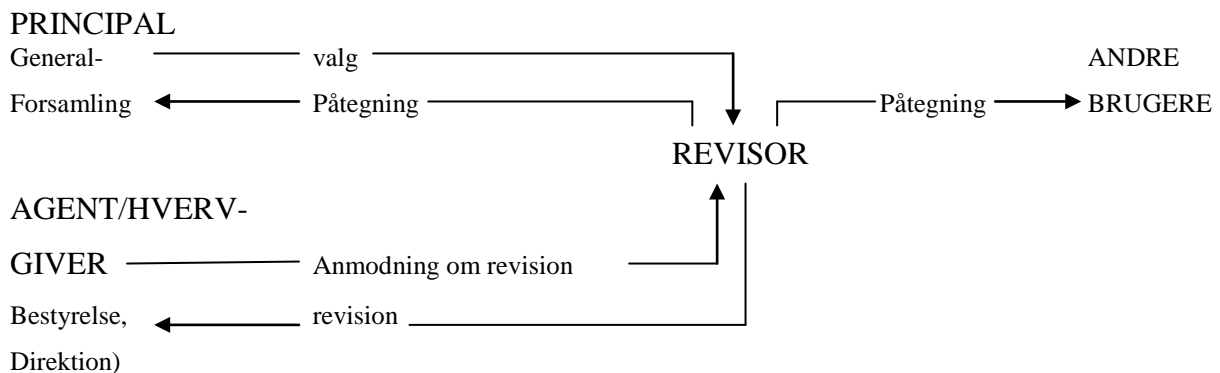 PRINCIPAL
General- valg ANDRE
Forsamling Påtegning Påtegning BRUGERE
REVISOR
AGENT/HVERV-
GIVER Anmodning om revision
Bestyrelse, revision
Direktion)